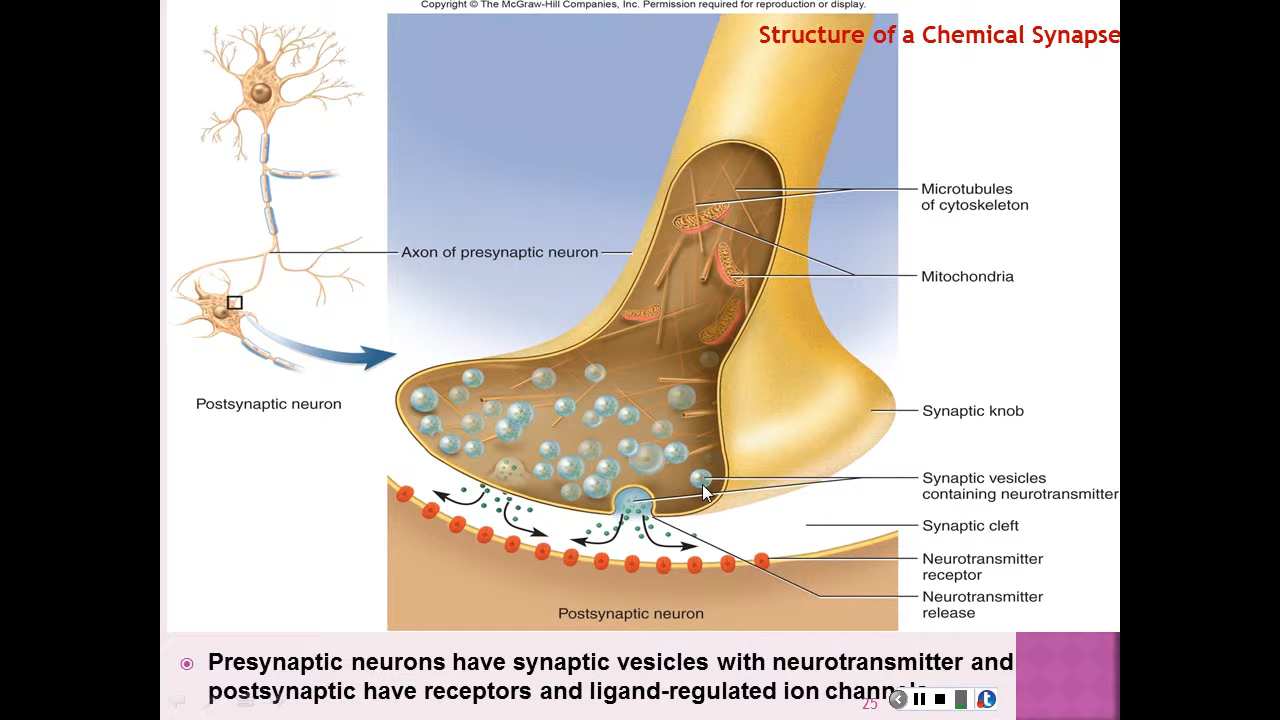 Copyright © The McGraw-Hill Companies, Inc. Permission required for reproduction or display.
Structure of a Chemical Synapse
Microtubules
of cytoskeleton
Axon of presynaptic neuron
Mitochondria
Postsynaptic neuron
Synaptic knob
Synaptic vesicles
containing neurotransmitter
Synaptic cleft
Neurotransmitter
receptor
Neurotransmitter
release
Postsynaptic neuron
Presynaptic neurons have synaptic vesicles with neurotransmitter and
postsynaptic have receptors and ligand-regulated ion channels
25